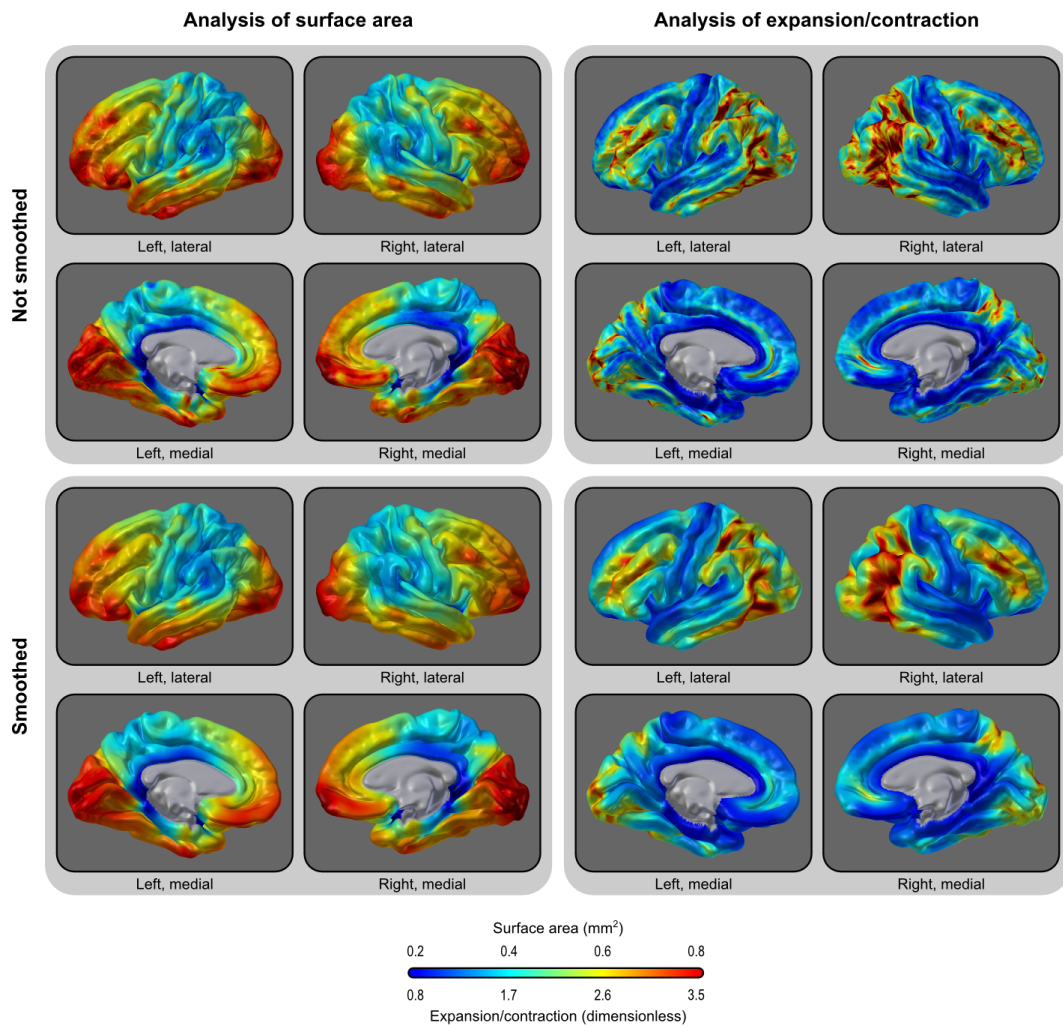 Analysis of surface area
Analysis of expansion/contraction
Not smoothed
Left, lateral
Right, lateral
Left, lateral
Right, lateral
Left, medial
Right, medial
Left, medial
Right, medial
Smoothed
Left, lateral
Right, lateral
Left, lateral
Right, lateral
Left, medial
Right, medial
Left, medial
Right, medial
Surface area (mm²)
0.2 0.4 0.6 0.8
0.8 1.7 2.6 3.5
Expansion/contraction (dimensionless)